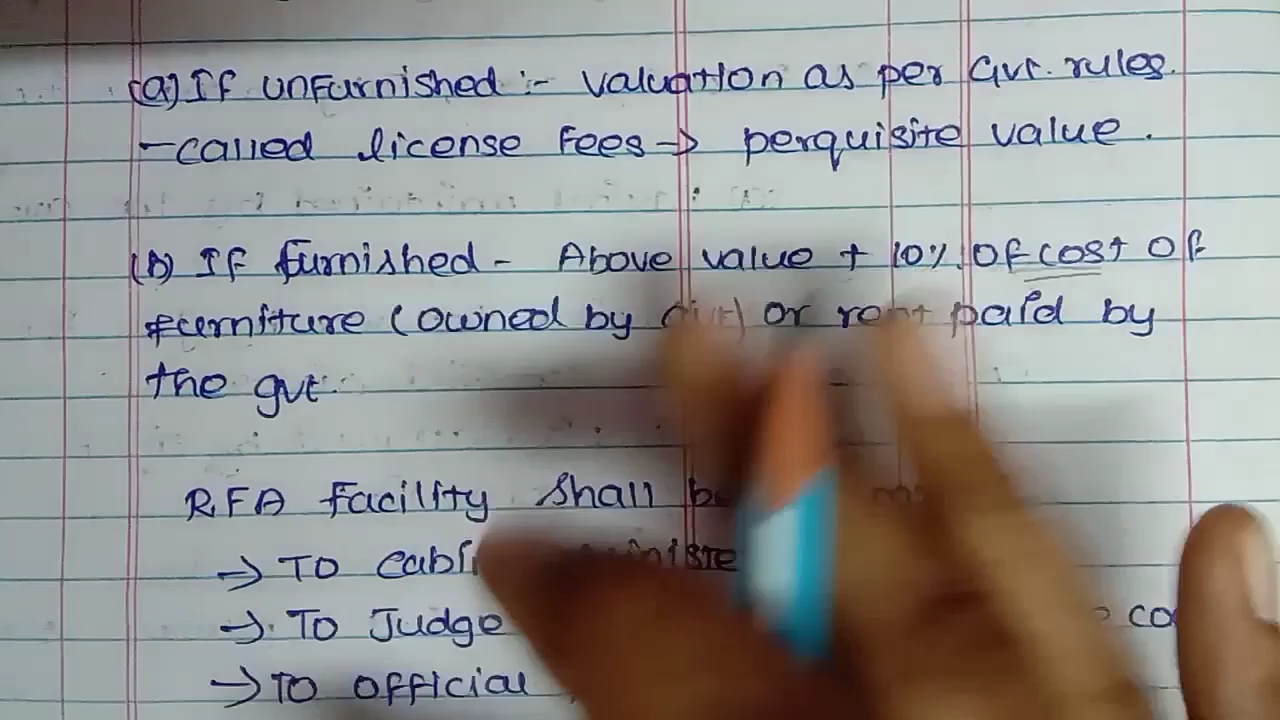 (a) If unfurnished :- valuation as per Gvt. rules.
- called license Fees → perquisite value.
(b) If furnished - Above value + 10% of cost of
furniture (owned by Gvt) or rent paid by
the gvt
RFA facility shall
→ To
→ To Judge
→ To official